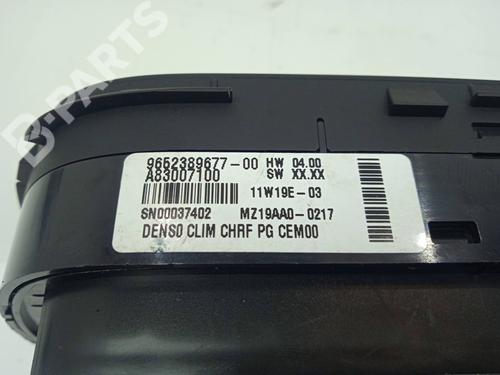 B-PARTS
9652389677-00 HW 04.00
A83007100 SW XX.XX
11W19E-03
SN00037402 MZ19AA0-0217
DENSO CLIM CHRF PG CEM00